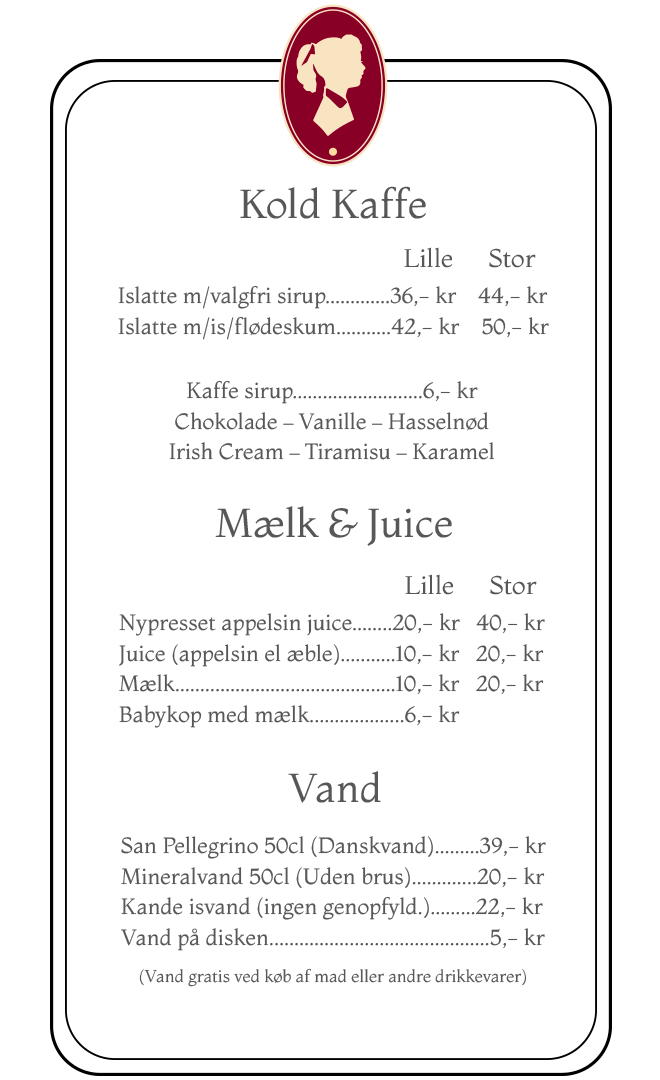 Kold Kaffe
Lille Stor
Islatte m/valgfri sirup.............36,– kr 44,– kr
Islatte m/is/flødeskum...........42,– kr 50,– kr
Kaffe sirup..........................6,– kr
Chokolade – Vanille – Hasselnød
Irish Cream – Tiramisu – Karamel
Mælk & Juice
Lille Stor
Nypresset appelsin juice........20,– kr 40,– kr
Juice (appelsin el æble)...........10,– kr 20,– kr
Mælk............................................10,– kr 20,– kr
Babykop med mælk...................6,– kr
Vand
San Pellegrino 50cl (Danskvand).........39,– kr
Mineralvand 50cl (Uden brus).............20,– kr
Kande isvand (ingen genopfyld.).........22,– kr
Vand på disken............................................5,– kr
(Vand gratis ved køb af mad eller andre drikkevarer)